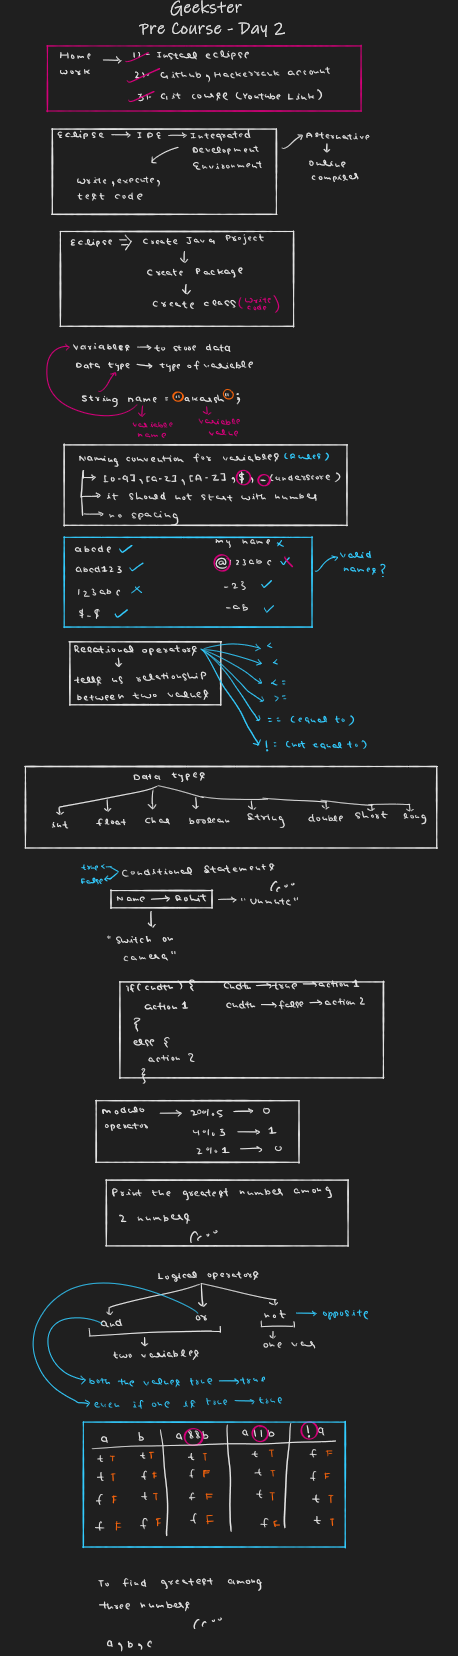 Geekster
Pre Course - Day 2
Home Work → 1)- Install eclipse
2)- Github, Hackerrank account
3)- Git course (Youtube Link)
Eclipse → IDE → Integrated
Development
Environment
Write, execute,
test code
Alternative
↓
Online
compiler
Eclipse ⇒ Create Java Project
↓
Create Package
↓
Create class (write code)
Variables → to store data
Data type → type of variable
String name = "akarsh";
variable name
variable value
Naming convention for variables (Rules)
→ [0-9], [a-z], [A-Z], $, _ (underscore)
→ it should not start with number
→ no spacing
abcde ✓
my name x
abcd123 ✓
@123abc x
123abc x
_23 ✓
$_$ ✓
_ab ✓
→ valid names?
Relational operators
↓
tells us relationship
between two values
<
<
<=
>=
== (equal to)
!= (not equal to)
Data types
int float char boolean String double short long
true
false
Conditional Statements
Name → Rohit → "Unmute"
↓
"Switch on
camera"
if(cndtn) { cndtn → true → action 1
action 1 cndtn → false → action 2
}
else {
action 2
}
modulo operator → 20%5 → 0
4%3 → 1
2%1 → 0
Print the greatest number among
2 numbers
Logical operators
and or not → opposite
two variables
one var
both the values true → true
even if one is true → true
a b a&&b a||b !a
t T t T t T t T f F
t T f F f F t T f F
f F t T f F t T t T
f F f F f F f F t T
To find greatest among
three numbers
a, b, c